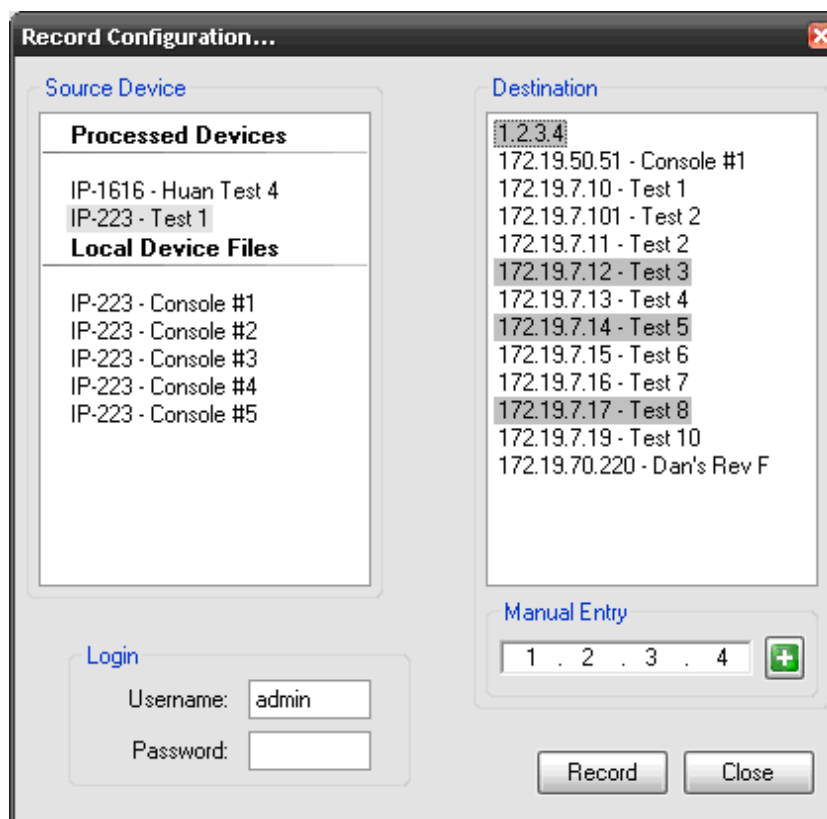 Record Configuration...
Source Device
Processed Devices
IP-1616 - Huan Test 4
IP-223 - Test 1
Local Device Files
IP-223 - Console #1
IP-223 - Console #2
IP-223 - Console #3
IP-223 - Console #4
IP-223 - Console #5
Login
Username: admin
Password:
Destination
1.2.3.4
172.19.50.51 - Console #1
172.19.7.10 - Test 1
172.19.7.101 - Test 2
172.19.7.11 - Test 2
172.19.7.12 - Test 3
172.19.7.13 - Test 4
172.19.7.14 - Test 5
172.19.7.15 - Test 6
172.19.7.16 - Test 7
172.19.7.17 - Test 8
172.19.7.19 - Test 10
172.19.70.220 - Dan's Rev F
Manual Entry
1 . 2 . 3 . 4
Record Close